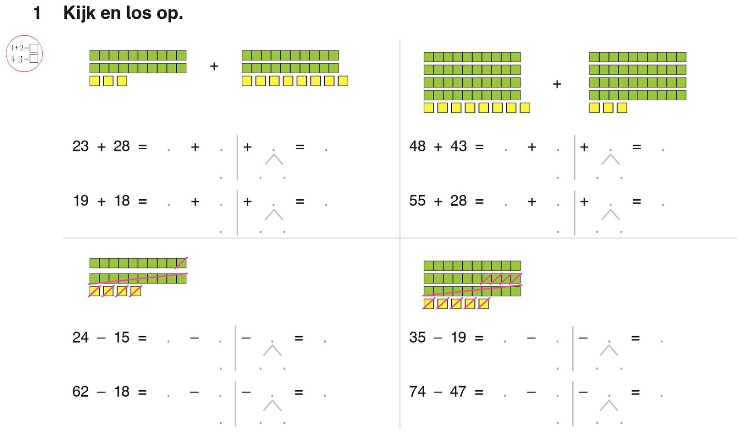 1 Kijk en los op.
1+2=
4-3=
+
+
23 + 28 = . + . + . = .
. . .
19 + 18 = . + . + . = .
. . .
48 + 43 = . + . + . = .
. . .
55 + 28 = . + . + . = .
. . .
24 – 15 = . – . – . = .
. . .
62 – 18 = . – . – . = .
. . .
35 – 19 = . – . – . = .
. . .
74 – 47 = . – . – . = .
. . .